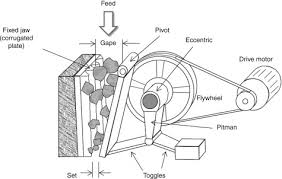 Feed
Fixed jaw
(corrugated
plate)
Gape
Pivot
Eccentric
Drive motor
Flywheel
Pitman
Set
Toggles